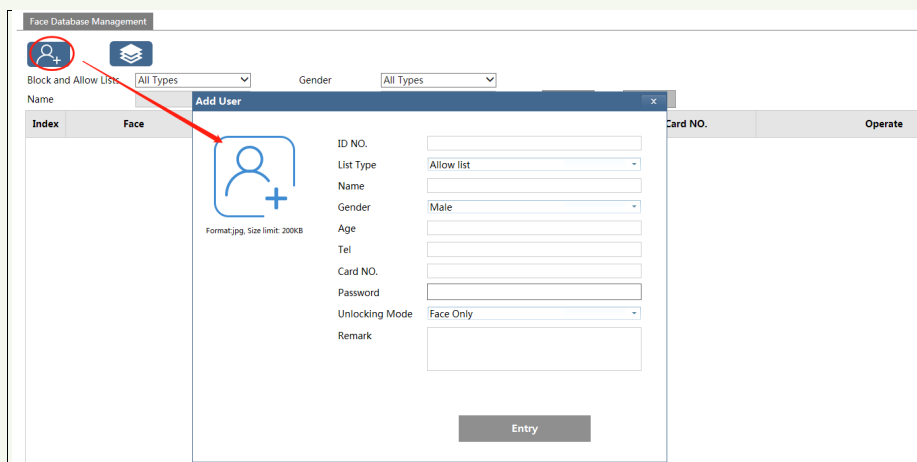 Face Database Management
Block and Allow Lists All Types Gender All Types
Name
Index Face Card NO. Operate
Add User x
ID NO.
List Type Allow list
Name
Gender Male
Age
Tel
Card NO.
Password
Unlocking Mode Face Only
Remark
Format:jpg, Size limit: 200KB
Entry